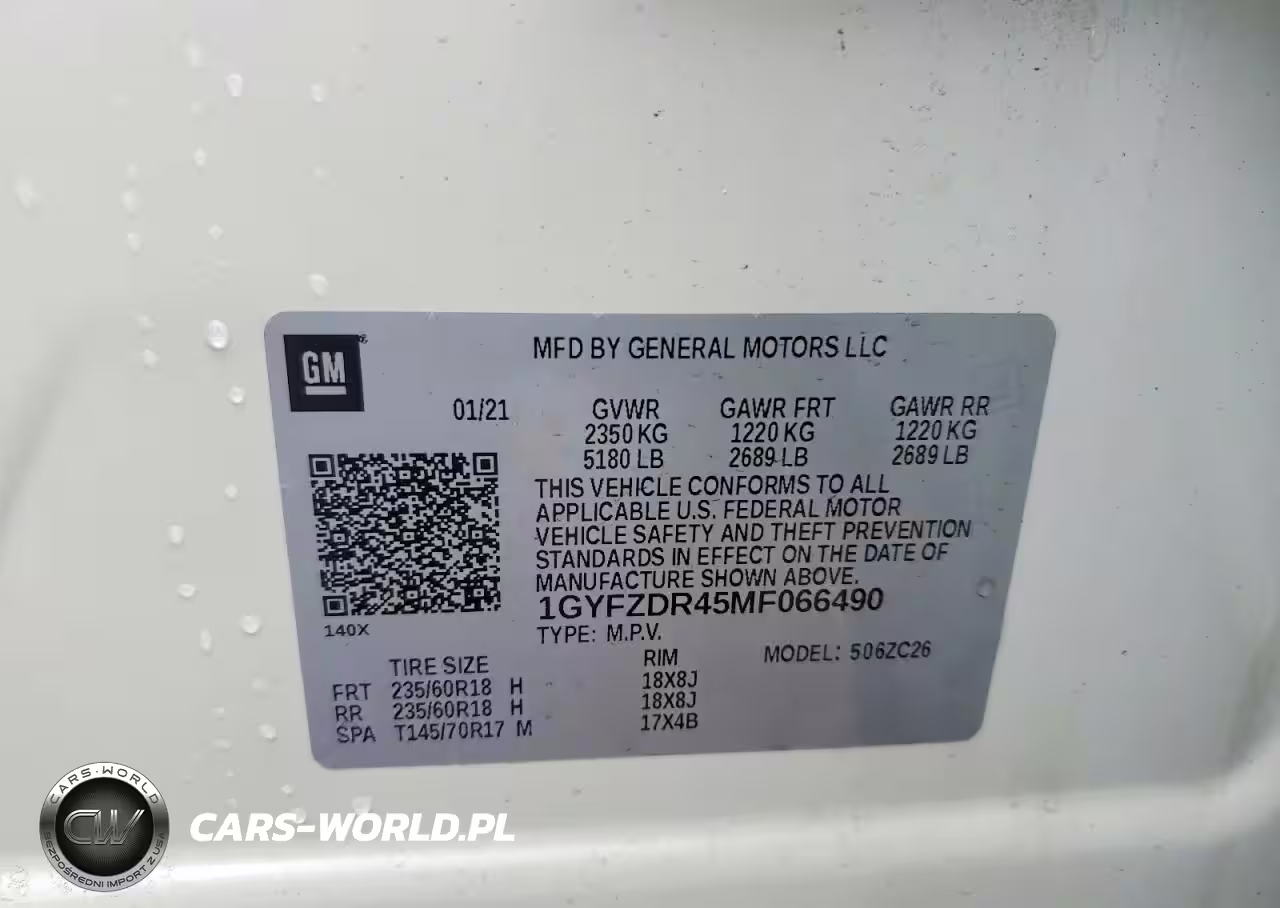 GM
MFD BY GENERAL MOTORS LLC
01/21
GVWR GAWR FRT GAWR RR
2350 KG 1220 KG 1220 KG
5180 LB 2689 LB 2689 LB
THIS VEHICLE CONFORMS TO ALL
APPLICABLE U.S. FEDERAL MOTOR
VEHICLE SAFETY AND THEFT PREVENTION
STANDARDS IN EFFECT ON THE DATE OF
MANUFACTURE SHOWN ABOVE.
1GYFZDR45MF066490
140X
TYPE: M.P.V.
MODEL: 506ZC26
TIRE SIZE RIM
FRT 235/60R18 H 18X8J
RR 235/60R18 H 18X8J
SPA T145/70R17 M 17X4B
CARS-WORLD
CW
BEZPOŚREDNI IMPORT Z USA
CARS-WORLD.PL